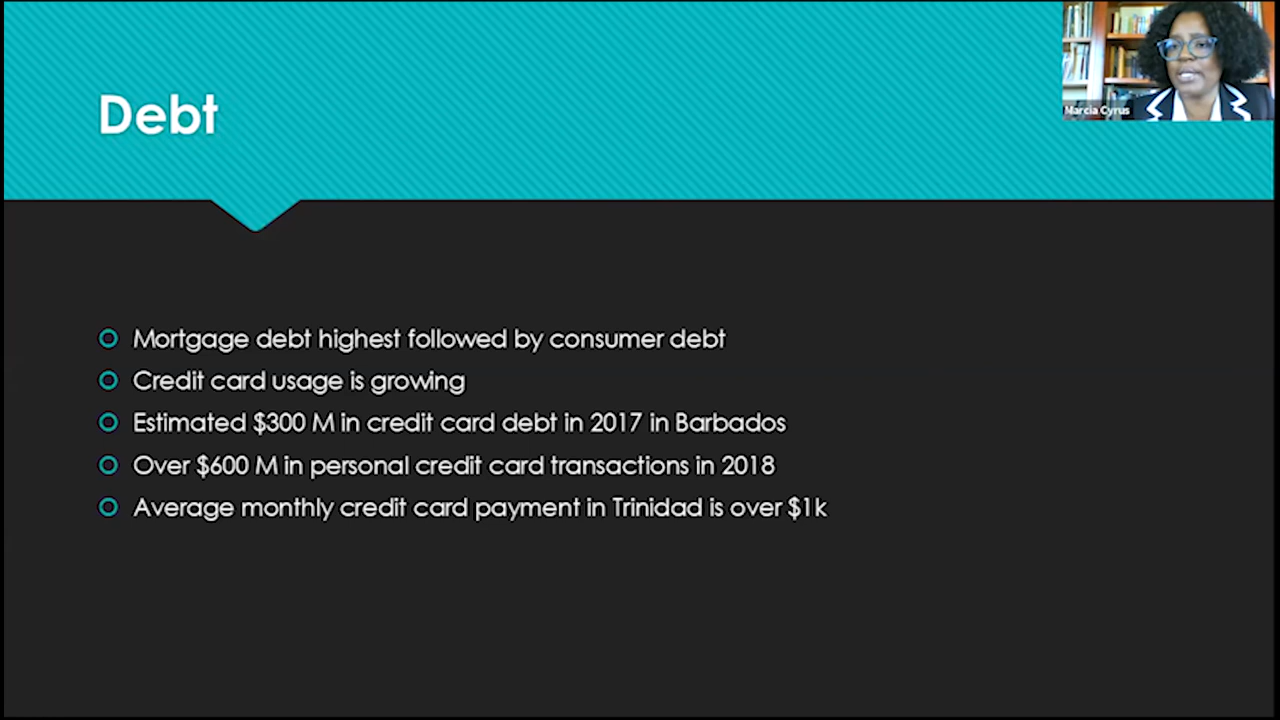 Debt
Marcia Cyrus
Mortgage debt highest followed by consumer debt
Credit card usage is growing
Estimated $300 M in credit card debt in 2017 in Barbados
Over $600 M in personal credit card transactions in 2018
Average monthly credit card payment in Trinidad is over $1k